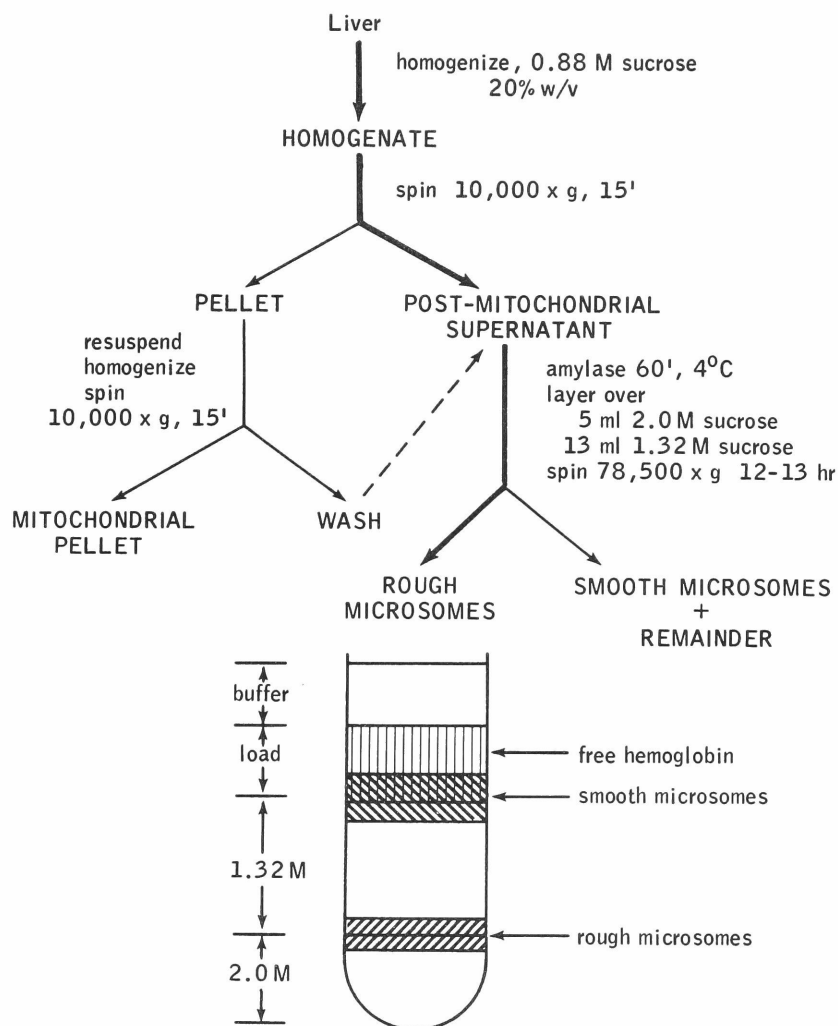 Liver
homogenize, 0.88 M sucrose
20% w/v
HOMOGENATE
spin 10,000 x g, 15'
PELLET
POST-MITOCHONDRIAL
SUPERNATANT
resuspend
homogenize
spin
10,000 x g, 15'
amylase 60', 4°C
layer over
5 ml 2.0 M sucrose
13 ml 1.32 M sucrose
spin 78,500 x g 12-13 hr
MITOCHONDRIAL
PELLET
WASH
ROUGH
MICROSOMES
SMOOTH MICROSOMES
+
REMAINDER
buffer
load
free hemoglobin
smooth microsomes
1.32 M
rough microsomes
2.0 M